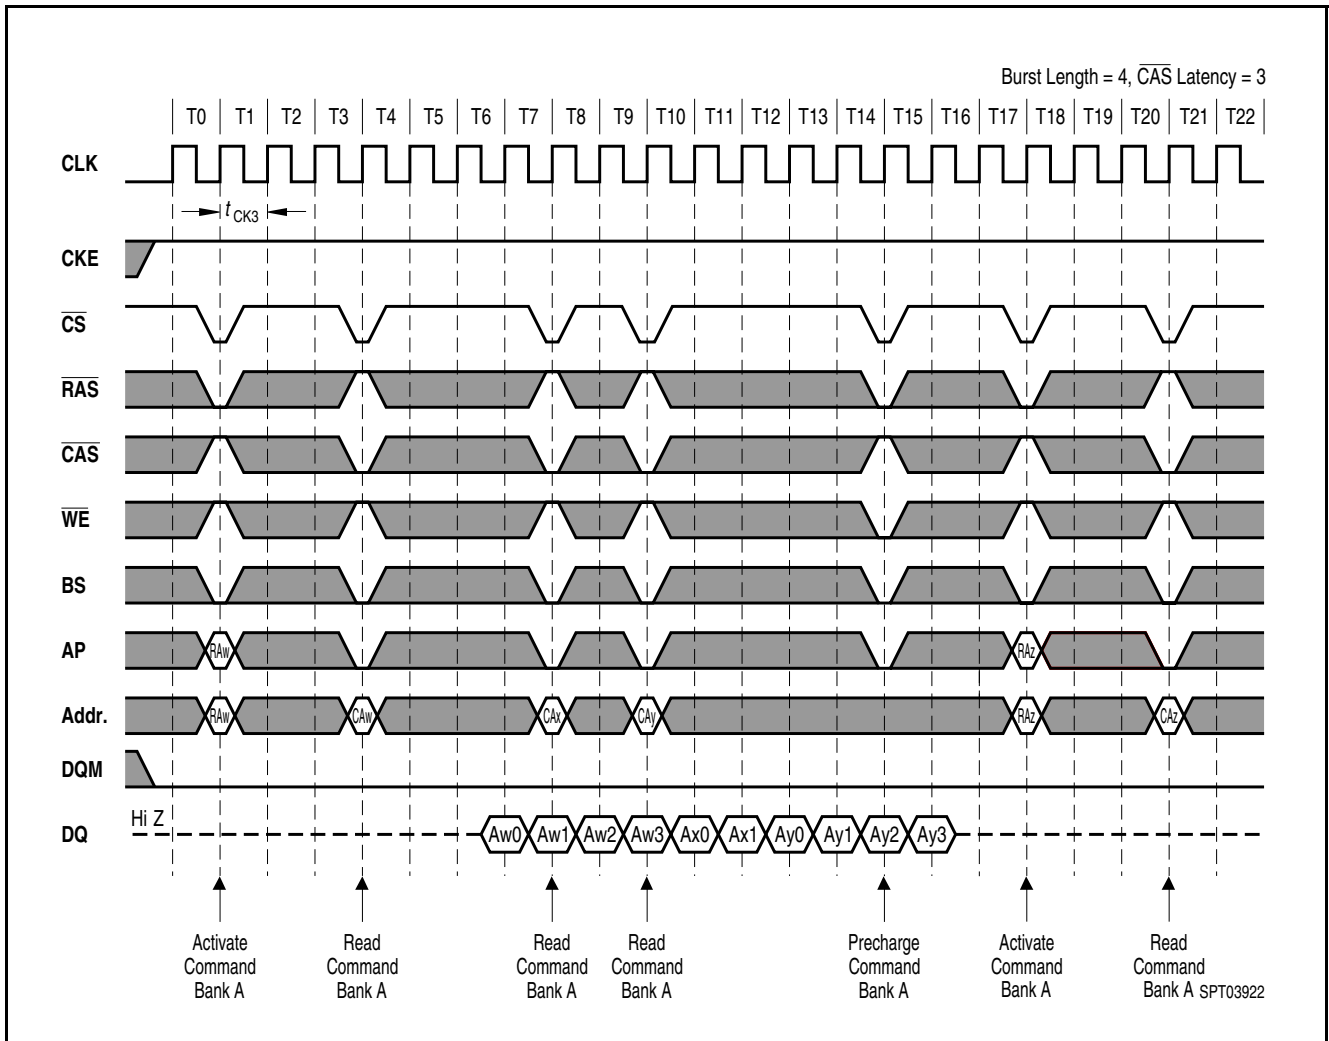 Burst Length = 4, CAS Latency = 3
T0 T1 T2 T3 T4 T5 T6 T7 T8 T9 T10 T11 T12 T13 T14 T15 T16 T17 T18 T19 T20 T21 T22
CLK
tCK3
CKE
CS
RAS
CAS
WE
BS
AP RAw RAz
Addr. RAw CAw CAx CAy RAz CAz
DQM
Hi Z
DQ Aw0 Aw1 Aw2 Aw3 Ax0 Ax1 Ay0 Ay1 Ay2 Ay3
Activate Read Read Read Precharge Activate Read
Command Command Command Command Command Command Command
Bank A Bank A Bank A Bank A Bank A Bank A Bank A SPT03922